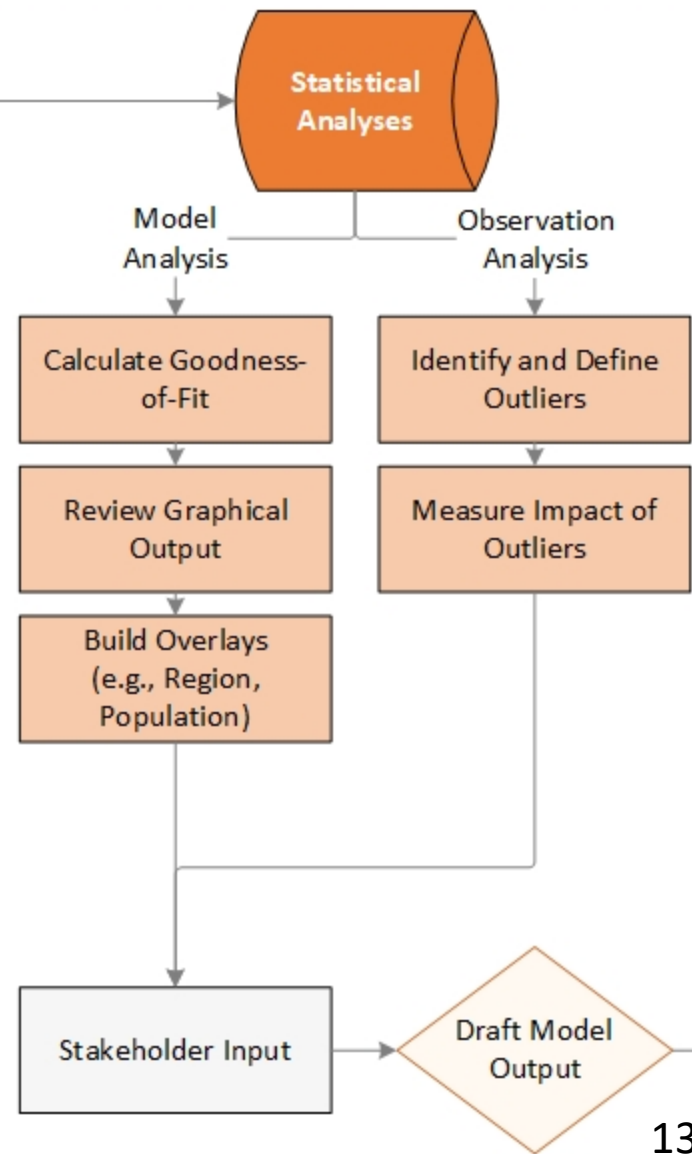 Statistical
Analyses
Model
Analysis
Observation
Analysis
Calculate Goodness-
of-Fit
Identify and Define
Outliers
Review Graphical
Output
Measure Impact of
Outliers
Build Overlays
(e.g., Region,
Population)
Stakeholder Input
Draft Model
Output
13